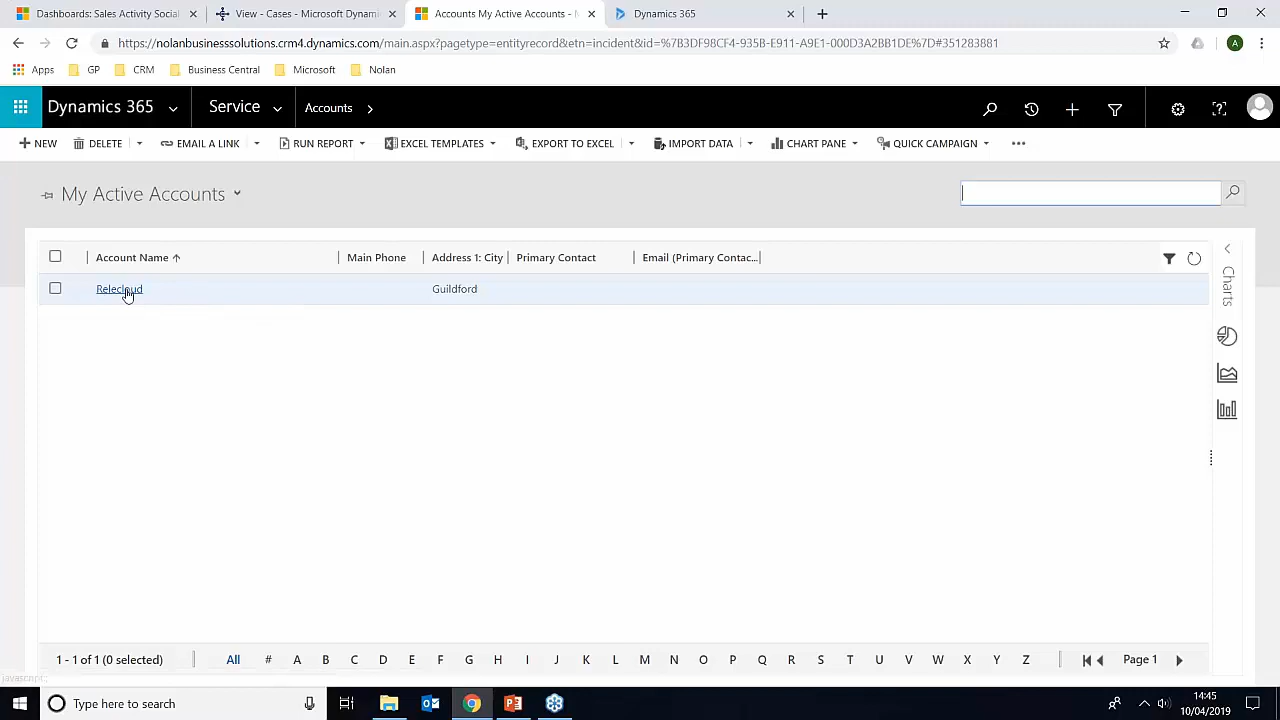 Dashboards: Sales Activity Social
View - Cases - Microsoft Dynami
Accounts My Active Accounts -
Dynamics 365
https://nolanbusinesssolutions.crm4.dynamics.com/main.aspx?pagetype=entityrecord&etn=incident&id=%7B3DF98CF4-935B-E911-A9E1-000D3A2BB1DE%7D#351283881
A
Apps GP CRM Business Central Microsoft Nolan
Dynamics 365 Service Accounts
NEW DELETE EMAIL A LINK RUN REPORT EXCEL TEMPLATES EXPORT TO EXCEL IMPORT DATA CHART PANE QUICK CAMPAIGN
My Active Accounts
Account Name Main Phone Address 1: City Primary Contact Email (Primary Contac...
Relecloud Guildford
Charts
1 - 1 of 1 (0 selected) All # A B C D E F G H I J K L M N O P Q R S T U V W X Y Z Page 1
javascript:;
Type here to search
14:45
10/04/2019